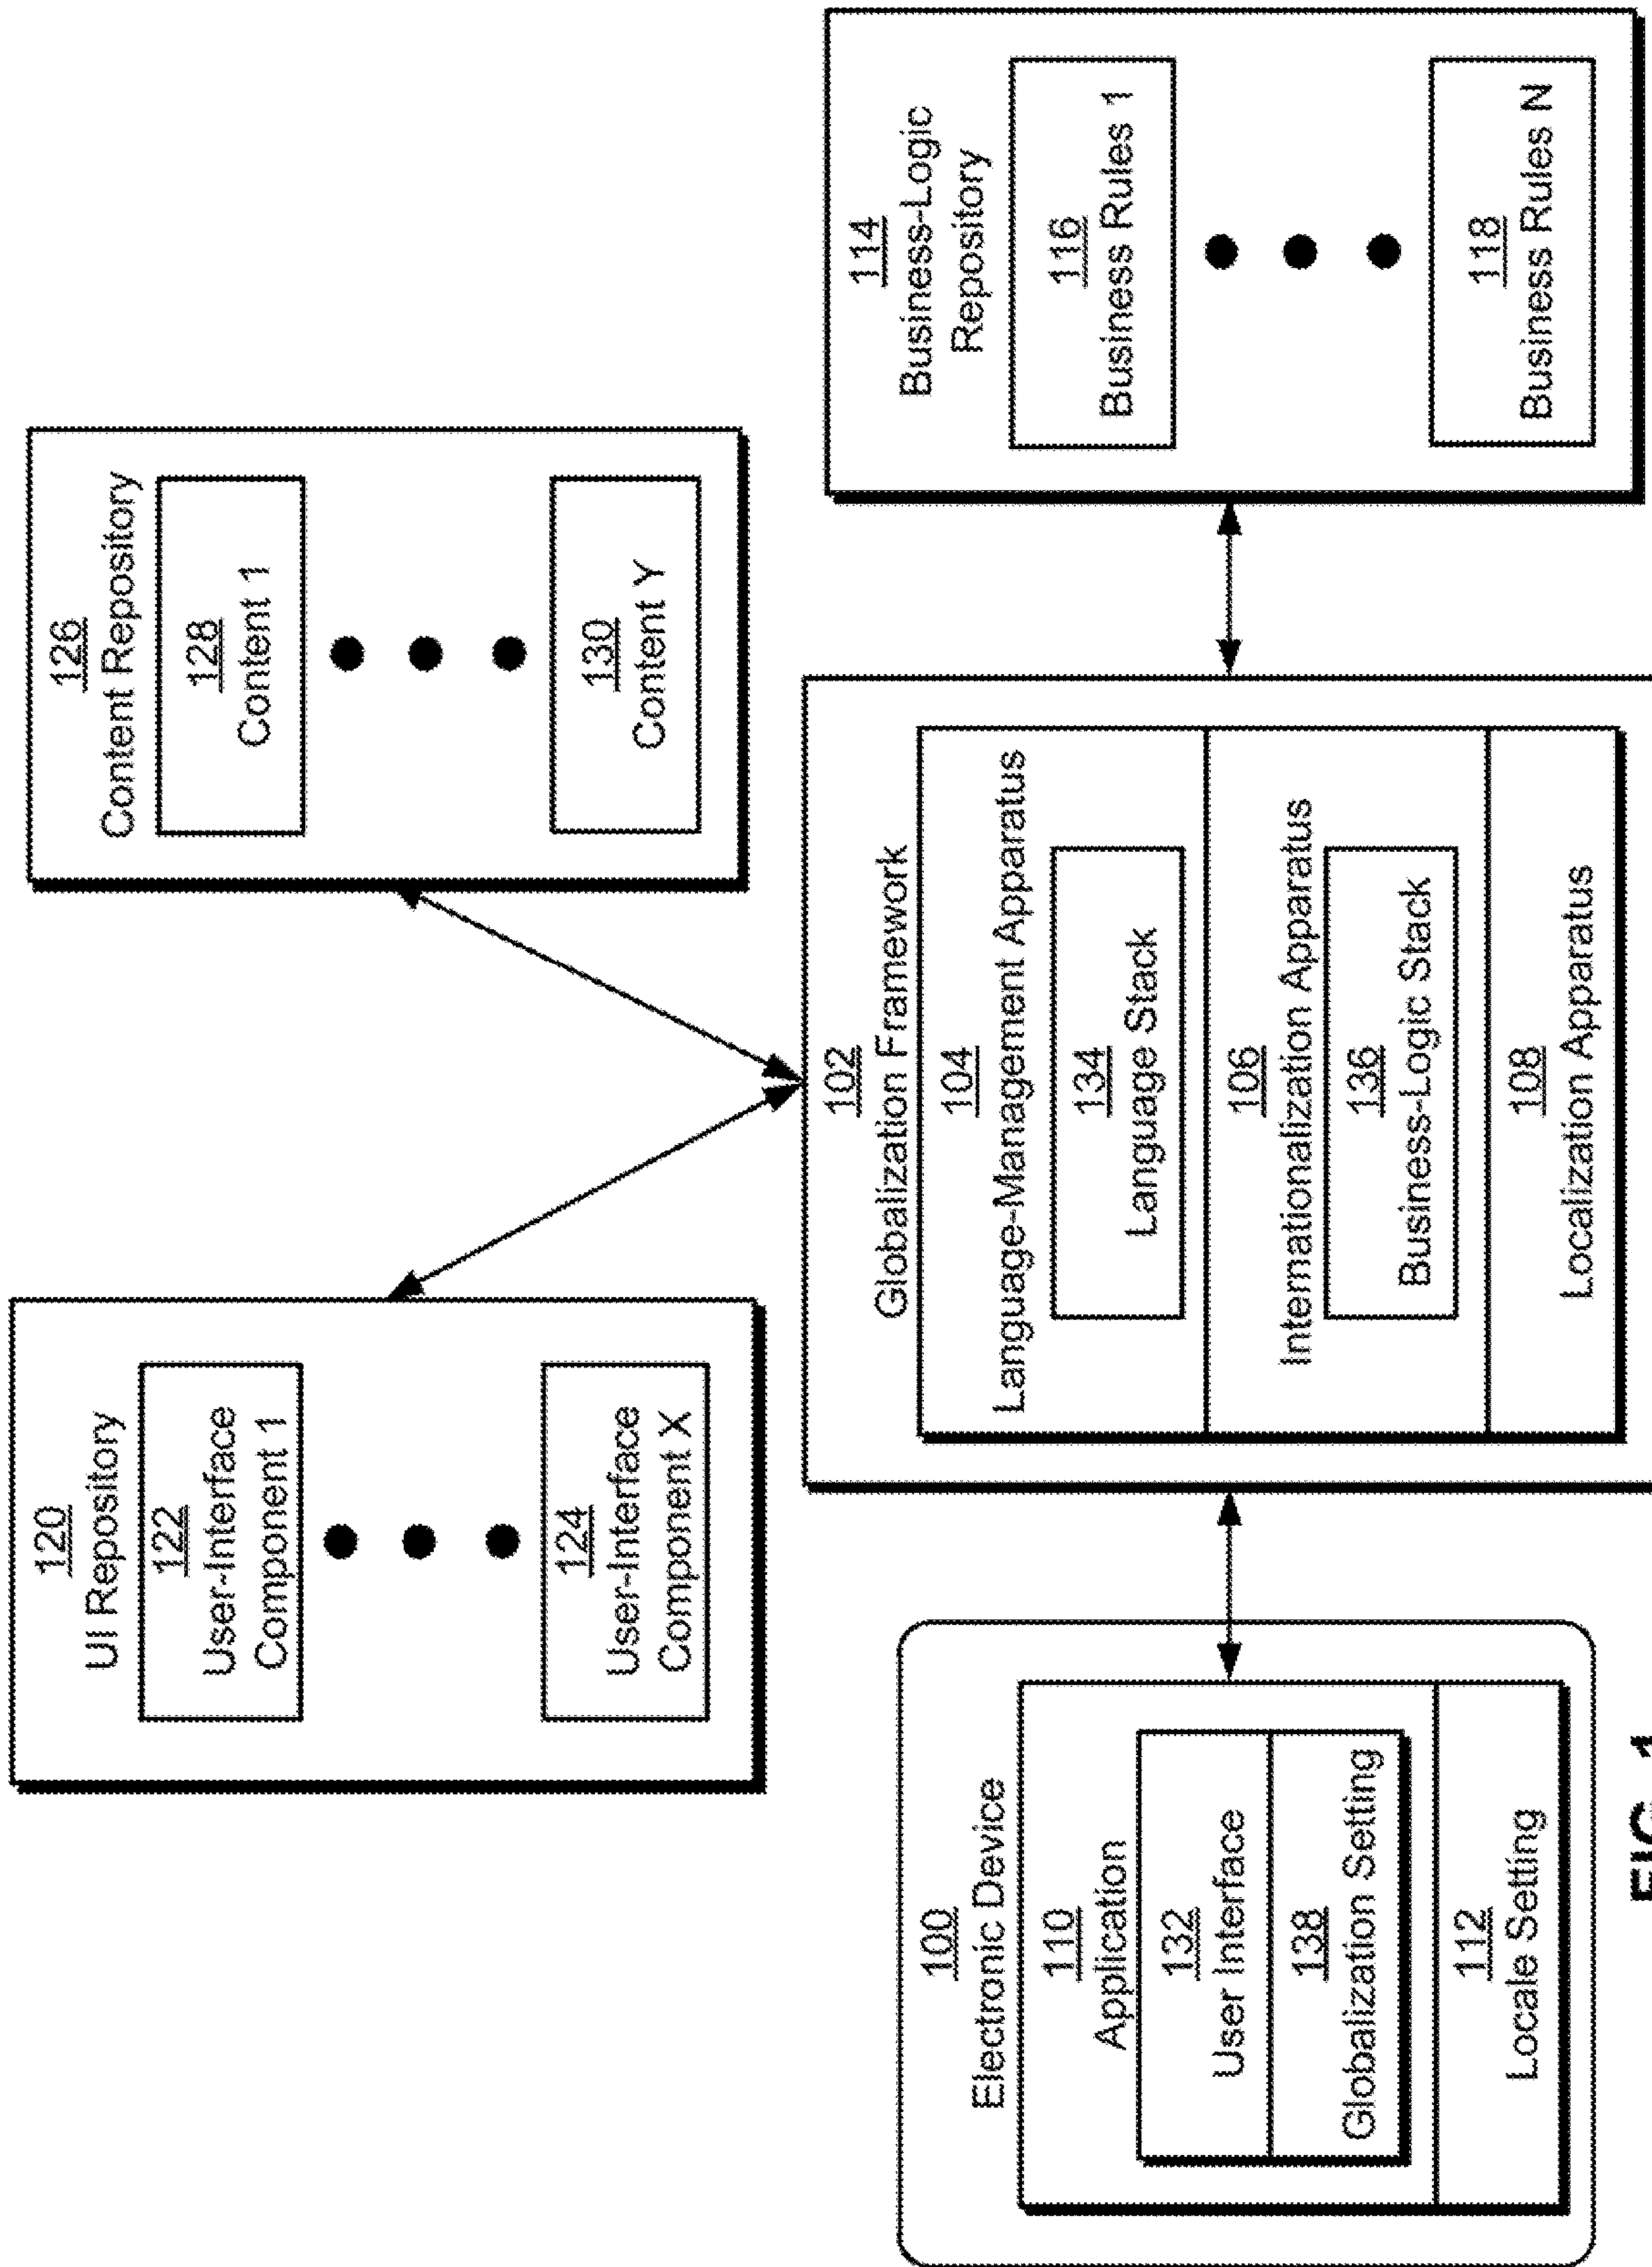 120
UI Repository
122
User-Interface
Component 1
124
User-Interface
Component X
126
Content Repository
128
Content 1
130
Content Y
100
Electronic Device
110
Application
132
User Interface
138
Globalization Setting
112
Locale Setting
102
Globalization Framework
104
Language-Management Apparatus
134
Language Stack
106
Internationalization Apparatus
136
Business-Logic Stack
108
Localization Apparatus
114
Business-Logic
Repository
116
Business Rules 1
118
Business Rules N
FIG. 1